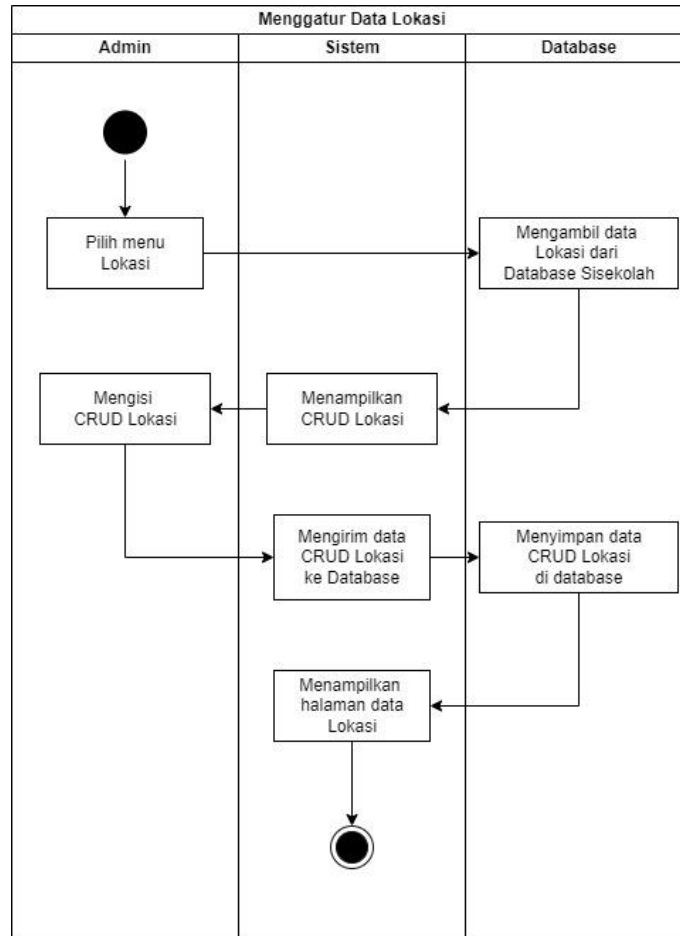 Menggatur Data Lokasi
Admin
Sistem
Database
Pilih menu
Lokasi
Mengambil data
Lokasi dari
Database Sisekolah
Mengisi
CRUD Lokasi
Menampilkan
CRUD Lokasi
Mengirim data
CRUD Lokasi
ke Database
Menyimpan data
CRUD Lokasi
di database
Menampilkan
halaman data
Lokasi